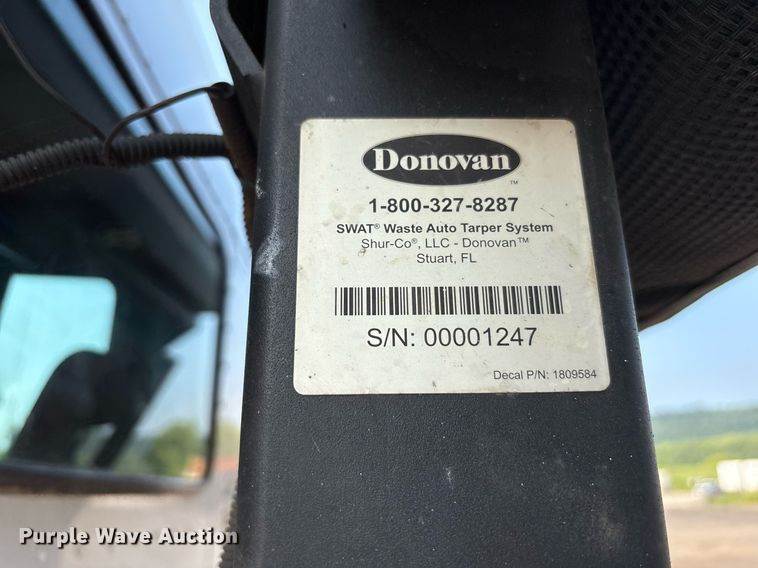 Donovan™
1-800-327-8287
SWAT® Waste Auto Tarper System
Shur-Co®, LLC - Donovan™
Stuart, FL
S/N: 00001247
Decal P/N: 1809584
Purple Wave Auction